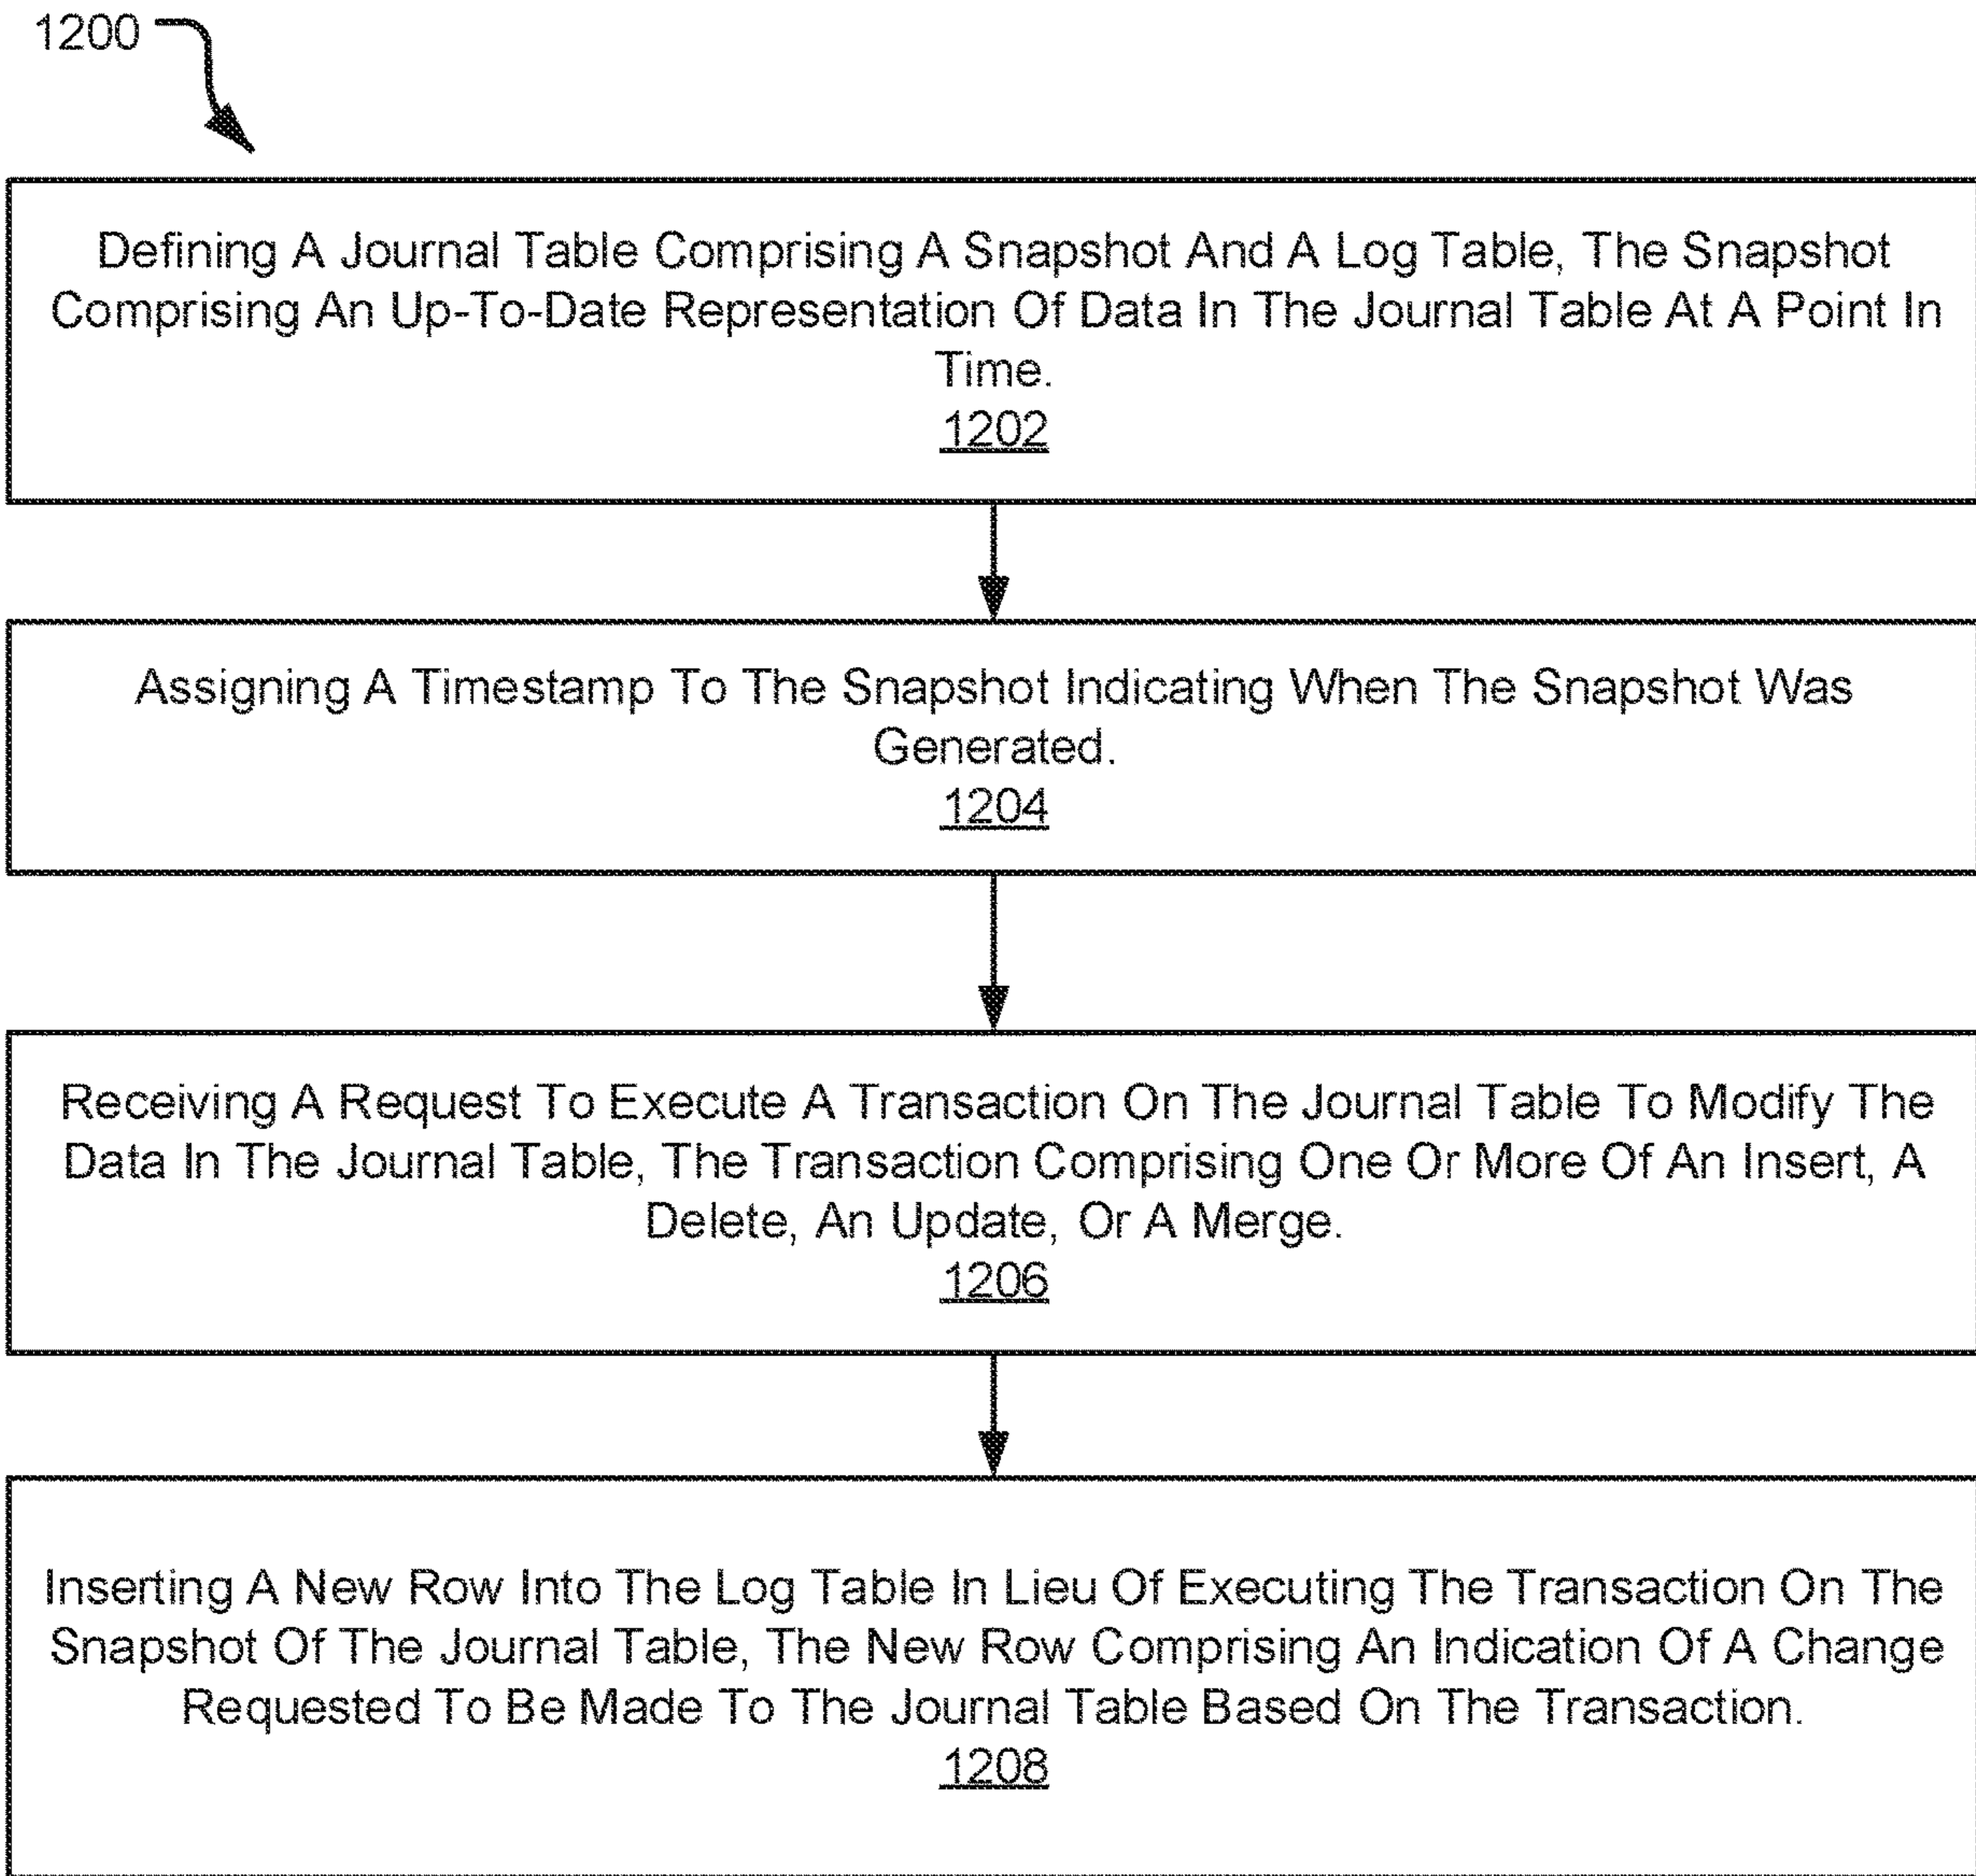 1200
Defining A Journal Table Comprising A Snapshot And A Log Table, The Snapshot
Comprising An Up-To-Date Representation Of Data In The Journal Table At A Point In
Time.
1202
Assigning A Timestamp To The Snapshot Indicating When The Snapshot Was
Generated.
1204
Receiving A Request To Execute A Transaction On The Journal Table To Modify The
Data In The Journal Table, The Transaction Comprising One Or More Of An Insert, A
Delete, An Update, Or A Merge.
1206
Inserting A New Row Into The Log Table In Lieu Of Executing The Transaction On The
Snapshot Of The Journal Table, The New Row Comprising An Indication Of A Change
Requested To Be Made To The Journal Table Based On The Transaction.
1208